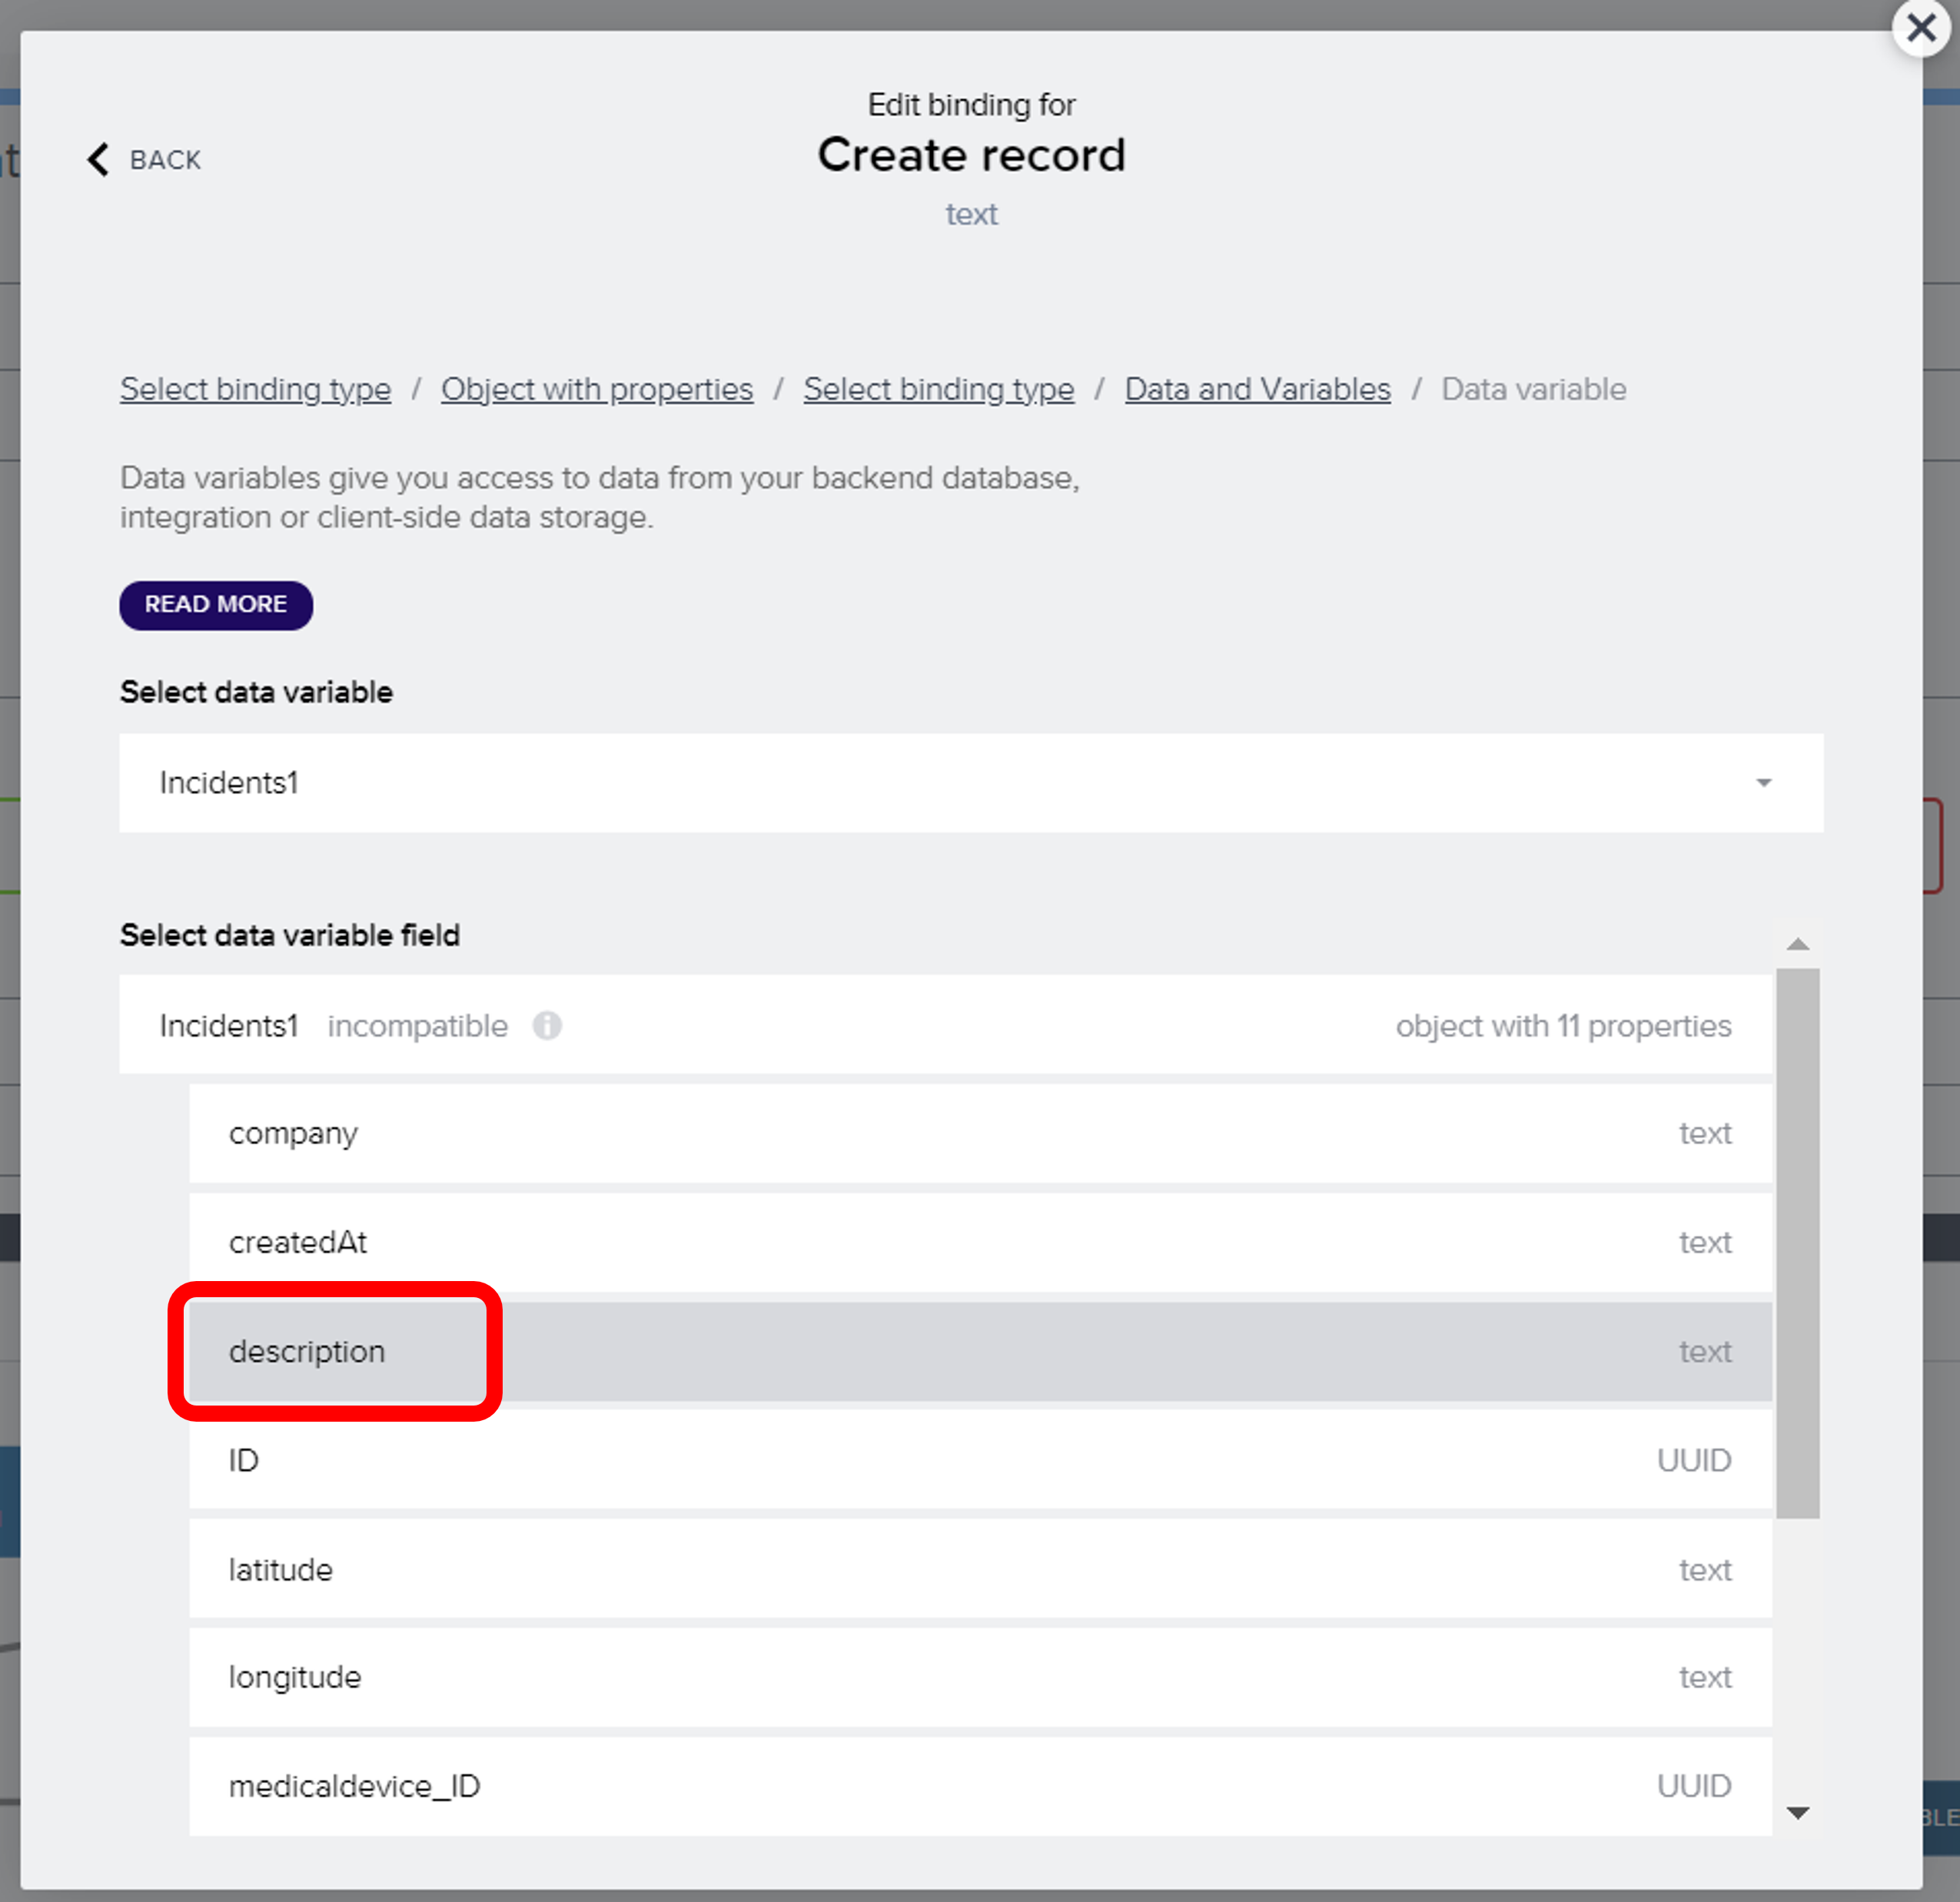 Edit binding for
BACK
Create record
text
Select binding type / Object with properties / Select binding type / Data and Variables / Data variable
Data variables give you access to data from your backend database,
integration or client-side data storage.
READ MORE
Select data variable
Incidents1
Select data variable field
Incidents1 incompatible object with 11 properties
company text
createdAt text
description text
ID UUID
latitude text
longitude text
medicaldevice_ID UUID